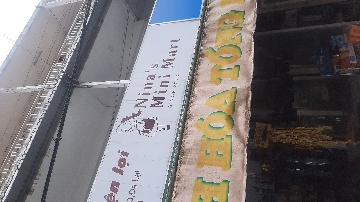 Nina's
Mini Mart
ện lợi
H HÓA TỔNG